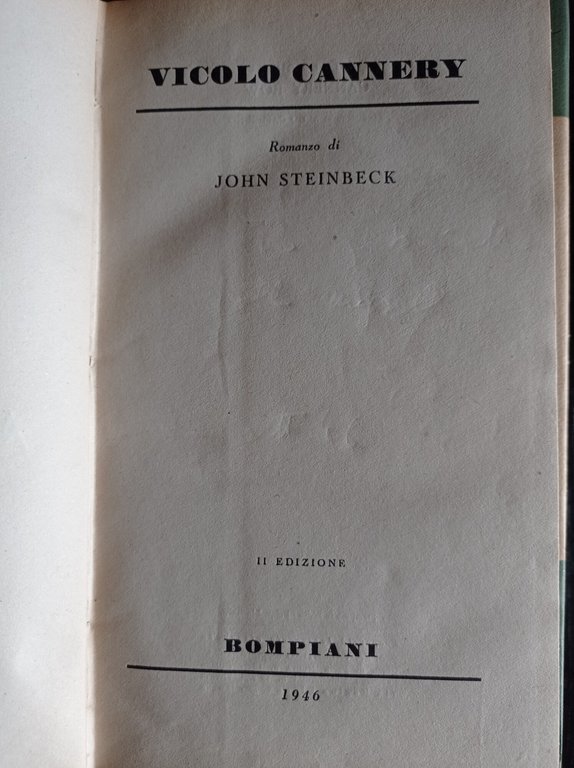 VICOLO CANNERY
Romanzo di
JOHN STEINBECK
II EDIZIONE
BOMPIANI
1946